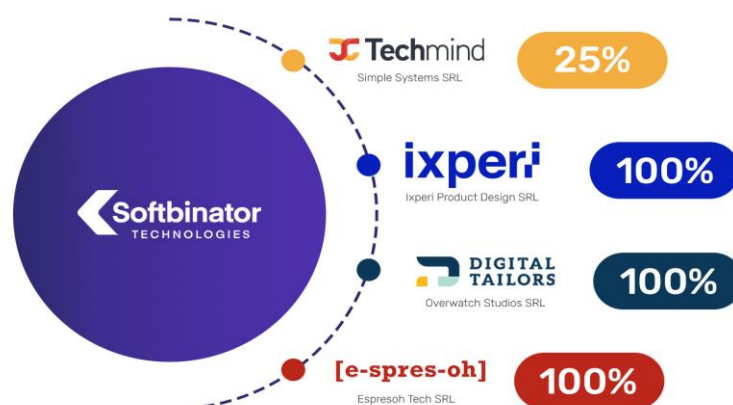 Techmind
Simple Systems SRL
25%
ixperi
Ixperi Product Design SRL
100%
Softbinator
TECHNOLOGIES
DIGITAL
TAILORS
Overwatch Studios SRL
100%
[e-spres-oh]
Espresoh Tech SRL
100%